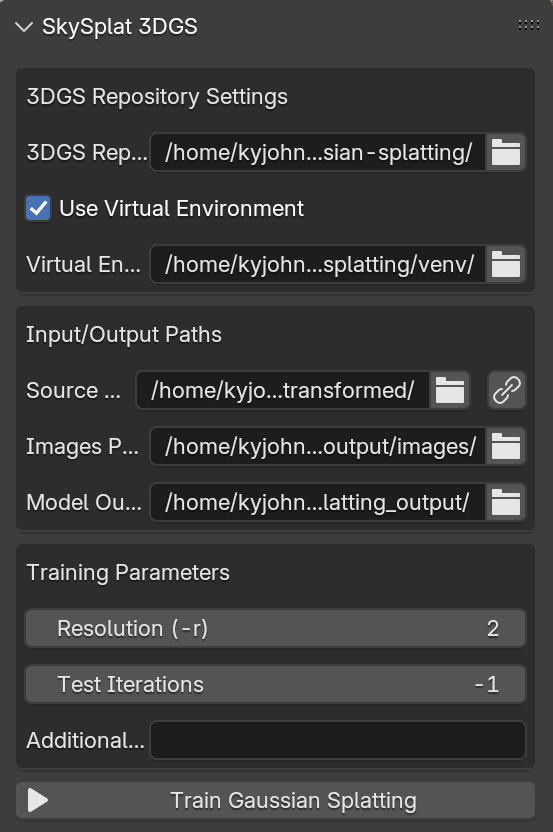 SkySplat 3DGS
3DGS Repository Settings
3DGS Rep... /home/kyjohn...sian-splatting/
Use Virtual Environment
Virtual En... /home/kyjohn...splatting/venv/
Input/Output Paths
Source ... /home/kyjo...transformed/
Images P... /home/kyjohn...output/images/
Model Ou... /home/kyjohn...latting_output/
Training Parameters
Resolution (-r) 2
Test Iterations -1
Additional...
Train Gaussian Splatting